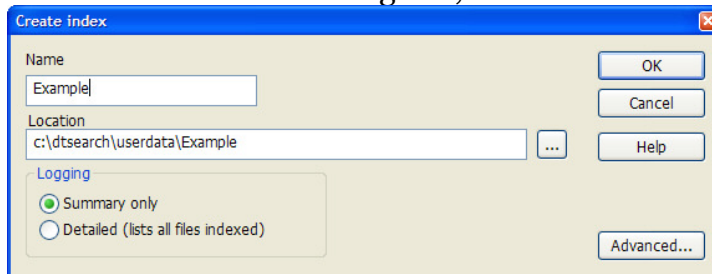 Create index
Name
OK
Example
Cancel
Location
c:\dtsearch\userdata\Example
...
Help
Logging
Summary only
Detailed (lists all files indexed)
Advanced...